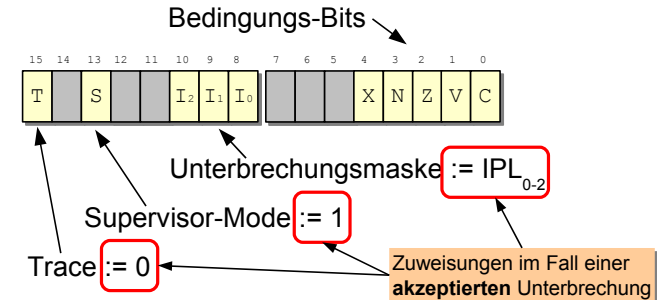 Bedingungs-Bits
15 14 13 12 11 10 9 8 7 6 5 4 3 2 1 0
T S I₂ I₁ I₀ X N Z V C
Unterbrechungsmaske := IPL₀₋₂
Supervisor-Mode := 1
Trace := 0
Zuweisungen im Fall einer
akzeptierten Unterbrechung